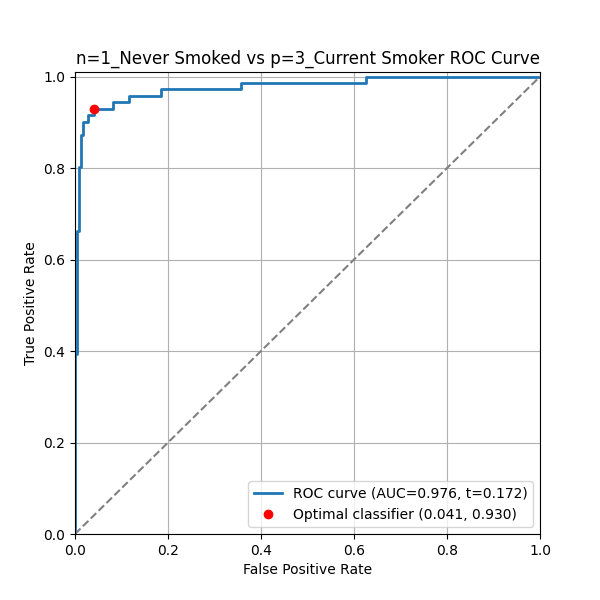 n=1_Never Smoked vs p=3_Current Smoker ROC Curve
1.0
0.8
0.6
0.4
0.2
0.0
True Positive Rate
ROC curve (AUC=0.976, t=0.172)
Optimal classifier (0.041, 0.930)
0.0 0.2 0.4 0.6 0.8 1.0
False Positive Rate